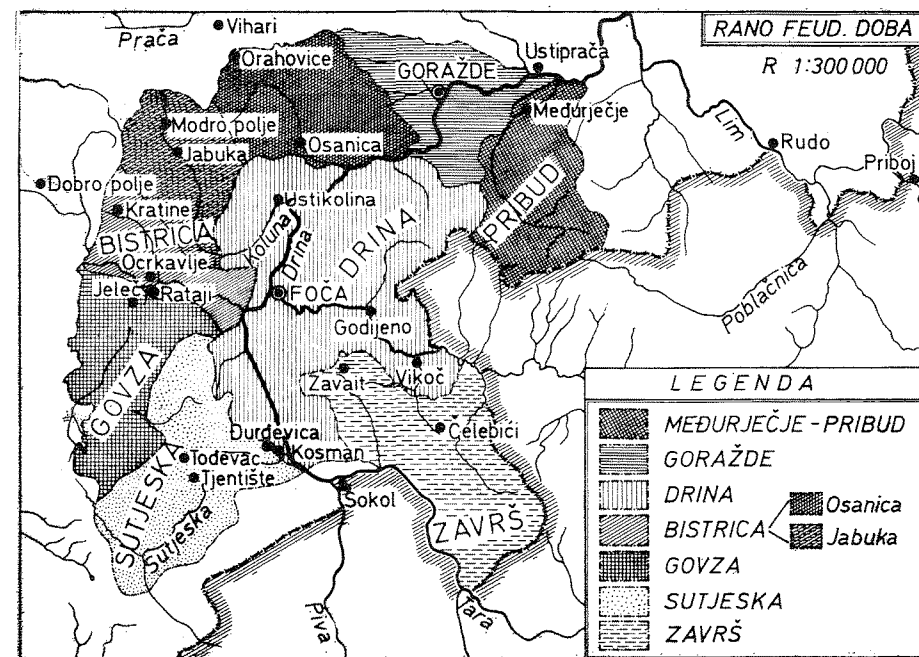 RANO FEUD. DOBA
R 1:300 000
Vihari
Prača
Orahovice
Ustiprača
GORAŽDE
Međurječje
Modro polje
Jabuka
Osanica
Lim
Rudo
Priboj
Dobro polje
Kratine
BISTRICA
Ustikolina
Koluna
Drina
DRINA
PRIBUD
Ocrkavlje
Jeleč
Rataji
FOČA
Godijeno
Poblačnica
GOVZA
Zavait
Vikoč
Čelebići
Đurđevica
Kosman
Todevac
Tjentište
SUTJESKA
Sutjeska
Sokol
ZAVRŠ
Piva
Tara
LEGENDA
MEĐURJEČJE - PRIBUD
GORAŽDE
DRINA
BISTRICA
Osanica
Jabuka
GOVZA
SUTJESKA
ZAVRŠ